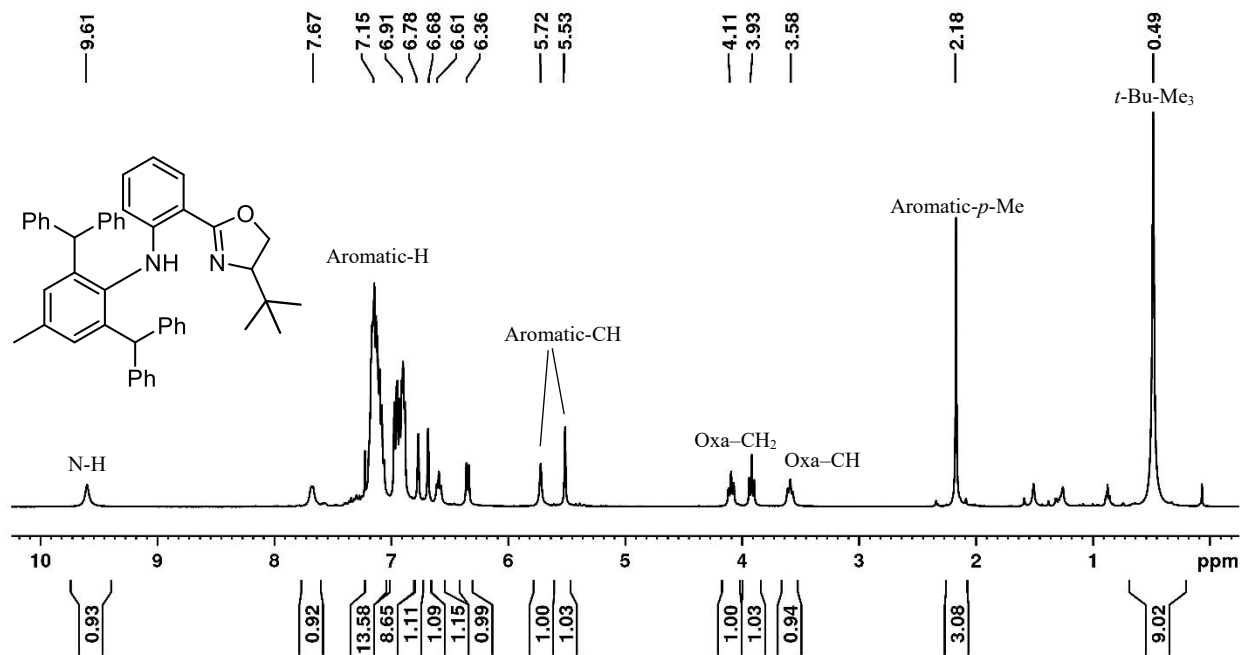 9.61
7.67
7.15
6.91
6.78
6.68
6.61
6.36
5.72
5.53
4.11
3.93
3.58
2.18
0.49
t-Bu-Me₃
Aromatic-p-Me
Aromatic-H
Aromatic-CH
N-H
Oxa–CH₂
Oxa–CH
O
N
NH
Ph
Ph
Ph
Ph
10 9 8 7 6 5 4 3 2 1 ppm
0.93
0.92
13.58
8.65
1.11
1.09
1.15
0.99
1.00
1.03
1.00
1.03
0.94
3.08
9.02